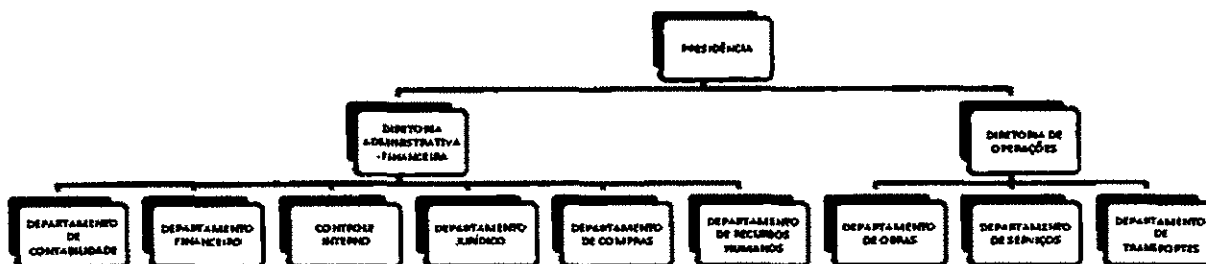 PRESIDÊNCIA
DIRETORIA
ADMINISTRATIVA
-FINANCEIRA
DIRETORIA DE
OPERAÇÕES
DEPARTAMENTO
DE
CONTABILIDADE
DEPARTAMENTO
FINANCEIRO
CONTROLE
INTERNO
DEPARTAMENTO
JURÍDICO
DEPARTAMENTO
DE COMPRAS
DEPARTAMENTO
DE RECURSOS
HUMANOS
DEPARTAMENTO
DE OBRAS
DEPARTAMENTO
DE SERVIÇOS
DEPARTAMENTO
DE
TRANSPORTES